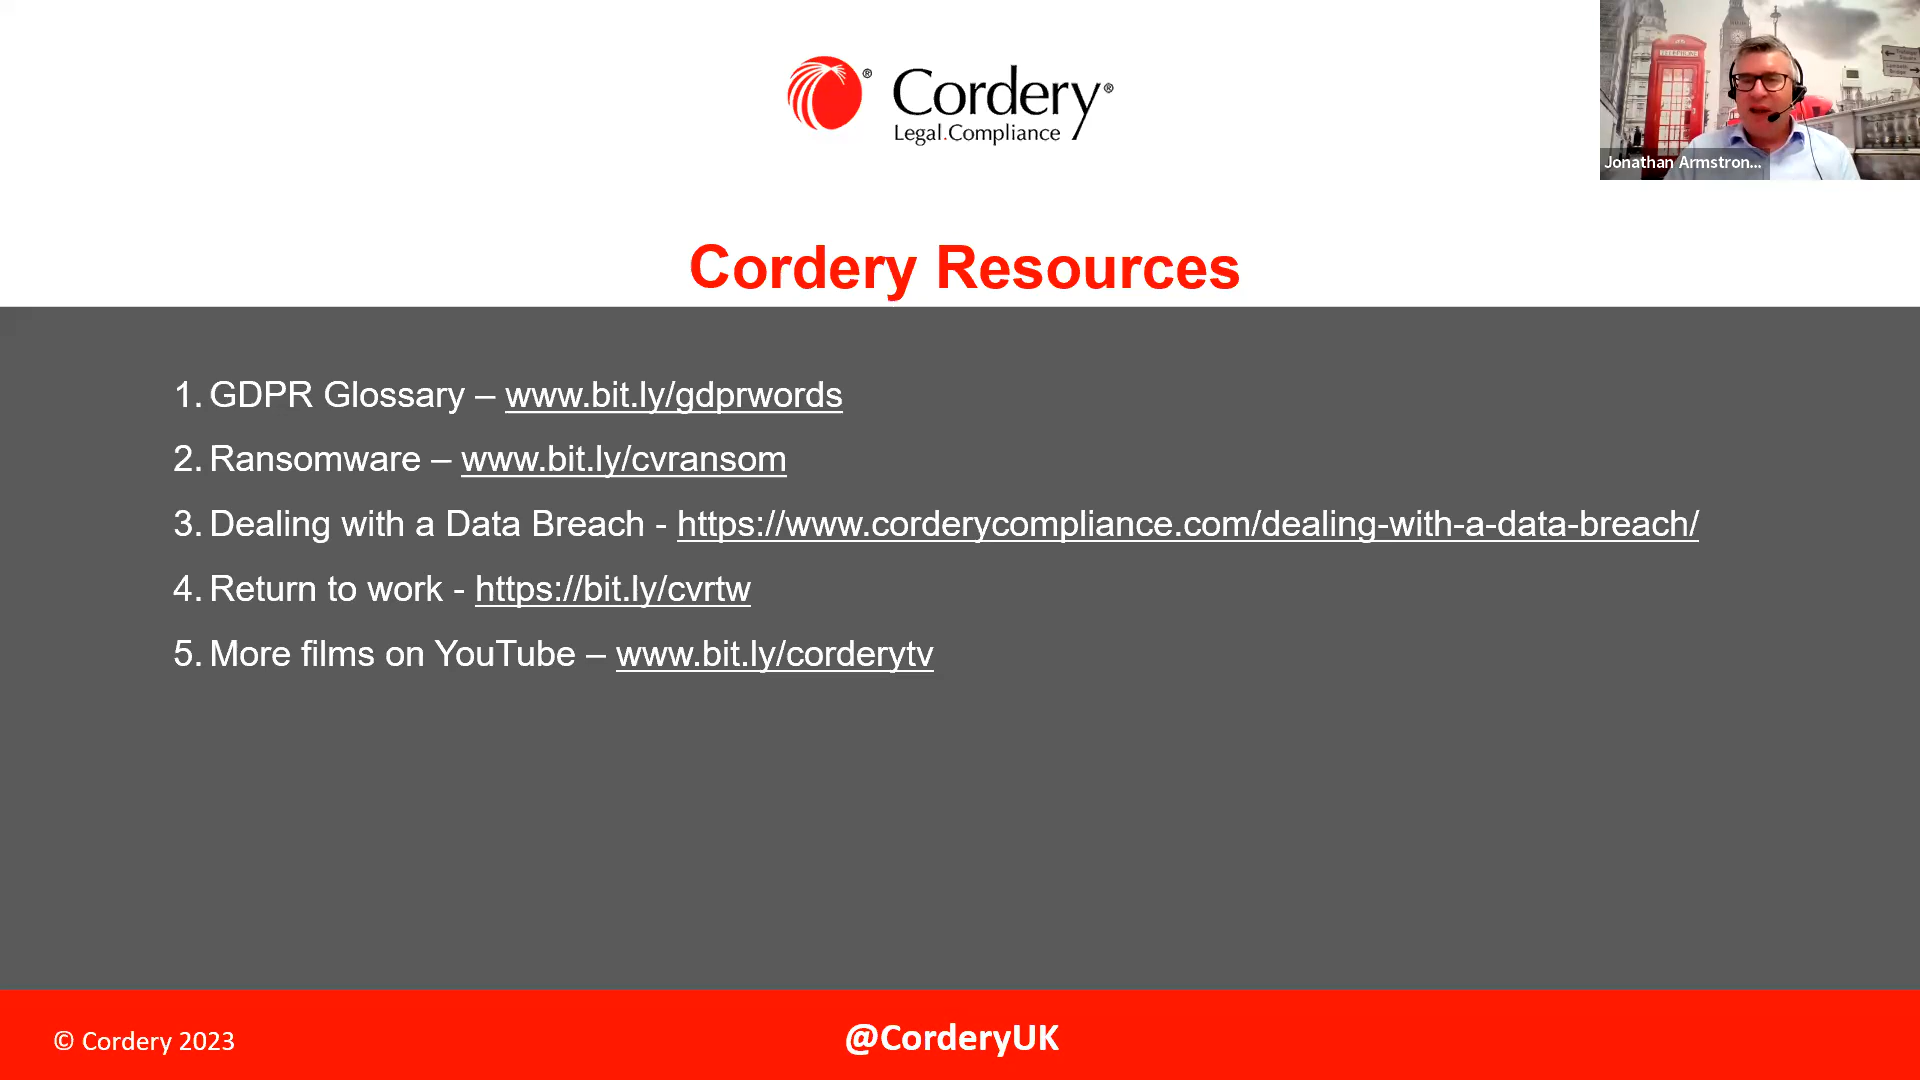 Cordery®
Legal.Compliance
TELEPHONE
Jonathan Armstron...
Cordery Resources
1. GDPR Glossary – www.bit.ly/gdprwords
2. Ransomware – www.bit.ly/cvransom
3. Dealing with a Data Breach - https://www.corderycompliance.com/dealing-with-a-data-breach/
4. Return to work - https://bit.ly/cvrtw
5. More films on YouTube – www.bit.ly/corderytv
© Cordery 2023
@CorderyUK